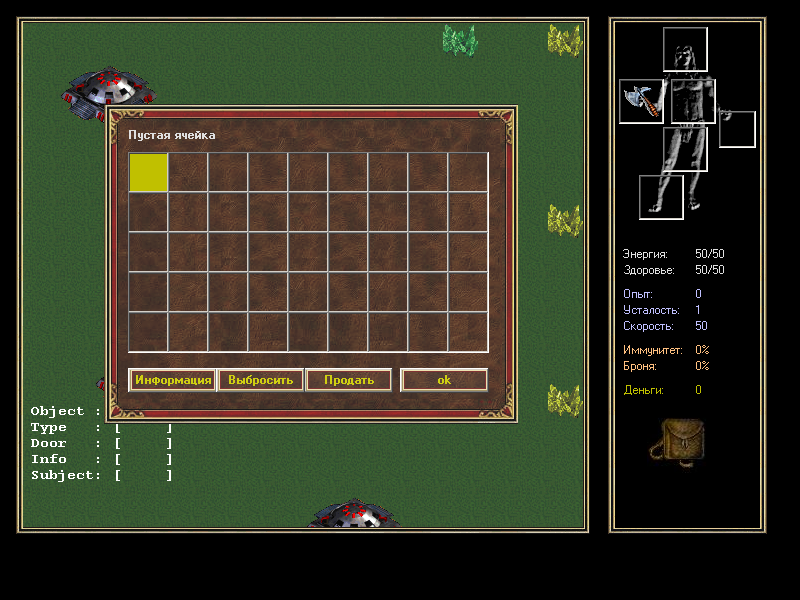 Пустая ячейка
Информация Выбросить Продать ok
Object :
Type   : [     ]
Door   : [     ]
Info   : [     ]
Subject: [     ]
Энергия: 50/50
Здоровье: 50/50
Опыт: 0
Усталость: 1
Скорость: 50
Иммунитет: 0%
Броня: 0%
Деньги: 0